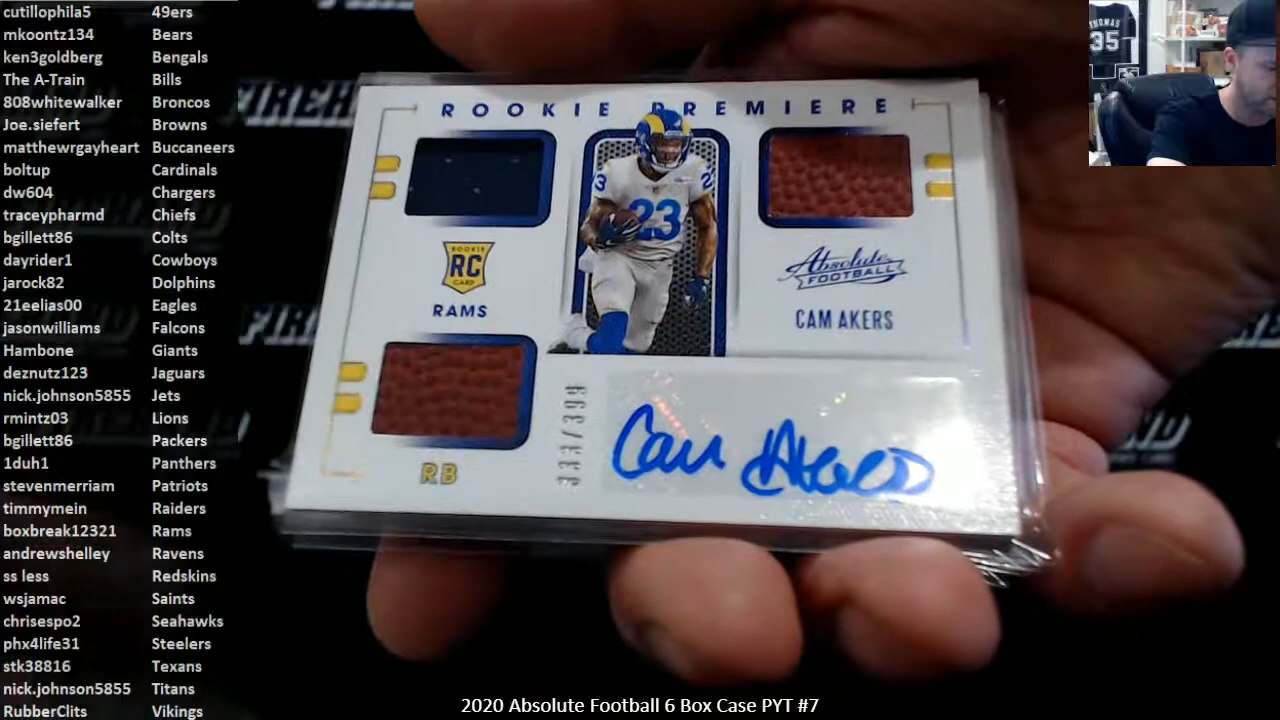 cutillophila5 49ers
mkoontz134 Bears
ken3goldberg Bengals
The A-Train Bills
808whitewalker Broncos
Joe.siefert Browns
matthewrgayheart Buccaneers
boltup Cardinals
dw604 Chargers
traceypharmd Chiefs
bgillett86 Colts
dayrider1 Cowboys
jarock82 Dolphins
21eelias00 Eagles
jasonwilliams Falcons
Hambone Giants
deznutz123 Jaguars
nick.johnson5855 Jets
rmintz03 Lions
bgillett86 Packers
1duh1 Panthers
stevenmerriam Patriots
timmymein Raiders
boxbreak12321 Rams
andrewshelley Ravens
ss less Redskins
wsjamac Saints
chrisespo2 Seahawks
phx4life31 Steelers
stk38816 Texans
nick.johnson5855 Titans
RubberClits Vikings
ROOKIE PREMIERE
23
ROOKIE
RC
CARD
RAMS
Absolute
FOOTBALL
CAM AKERS
RB
333/399
Cam Akers
THOMAS
35
2020 Absolute Football 6 Box Case PYT #7